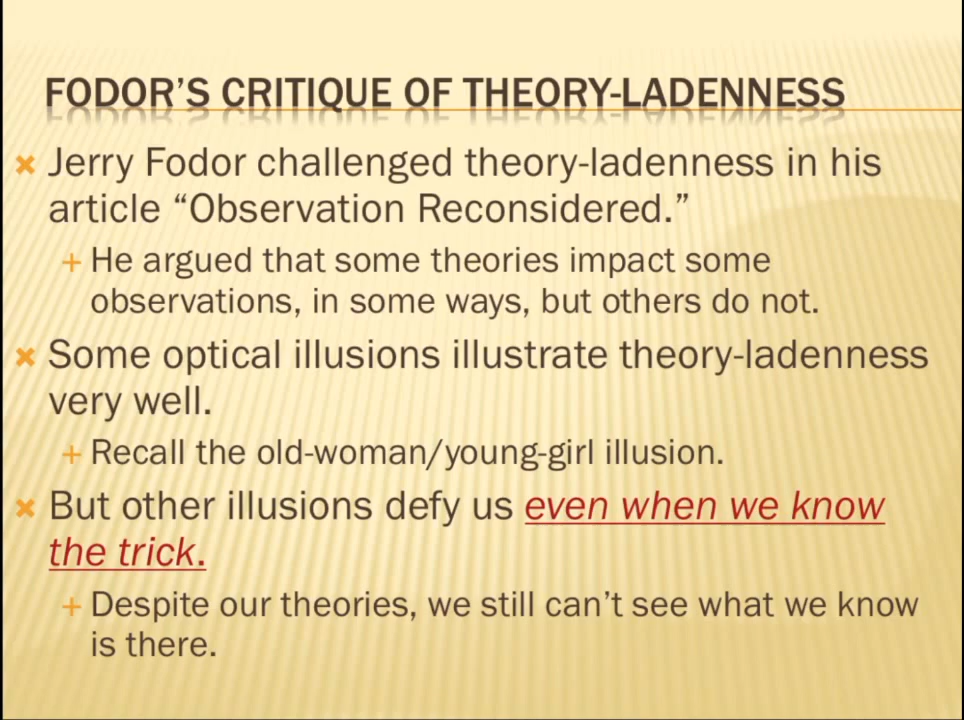 FODOR’S CRITIQUE OF THEORY-LADENNESS
Jerry Fodor challenged theory-ladenness in his
article “Observation Reconsidered.”
He argued that some theories impact some
observations, in some ways, but others do not.
Some optical illusions illustrate theory-ladenness
very well.
Recall the old-woman/young-girl illusion.
But other illusions defy us even when we know
the trick.
Despite our theories, we still can’t see what we know
is there.